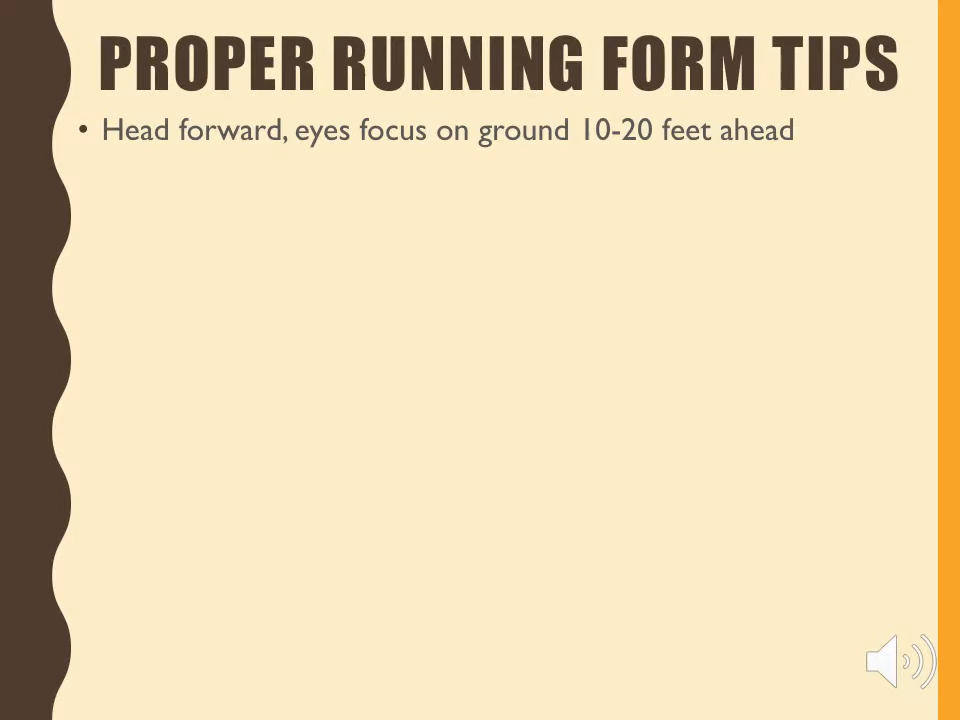 PROPER RUNNING FORM TIPS
• Head forward, eyes focus on ground 10-20 feet ahead